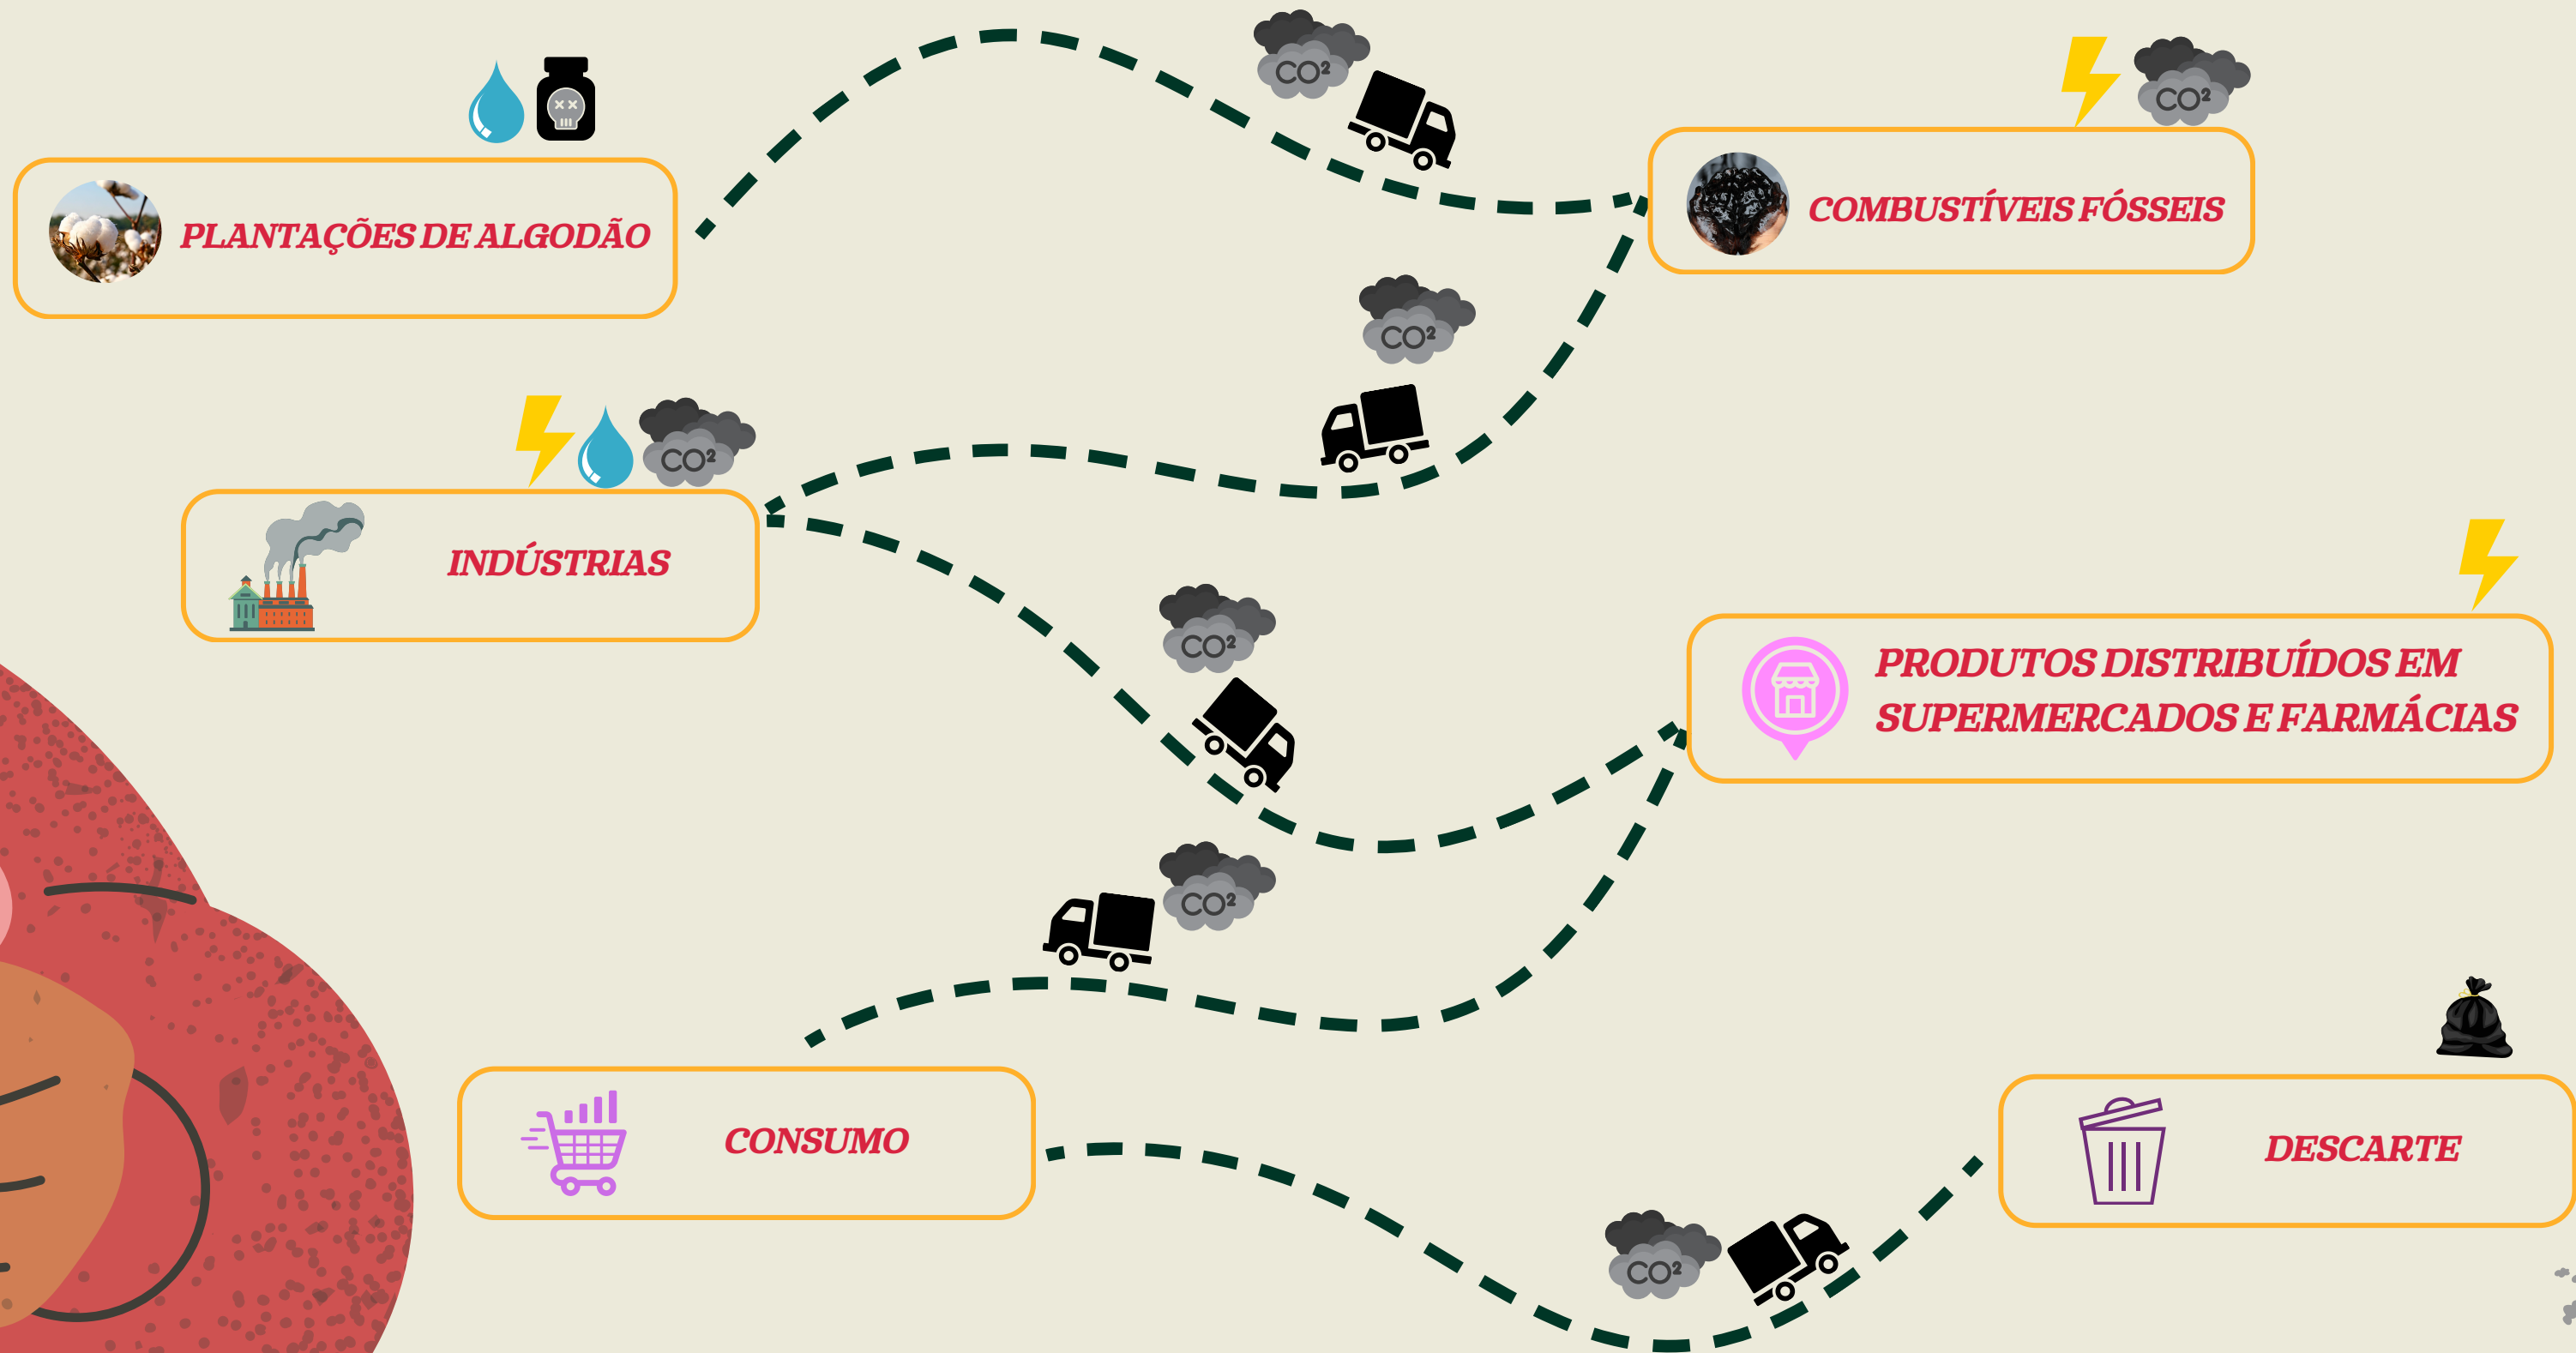 CO²
CO²
PLANTAÇÕES DE ALGODÃO
COMBUSTÍVEIS FÓSSEIS
CO²
CO²
INDÚSTRIAS
CO²
PRODUTOS DISTRIBUÍDOS EM
SUPERMERCADOS E FARMÁCIAS
CO²
CONSUMO
DESCARTE
CO²